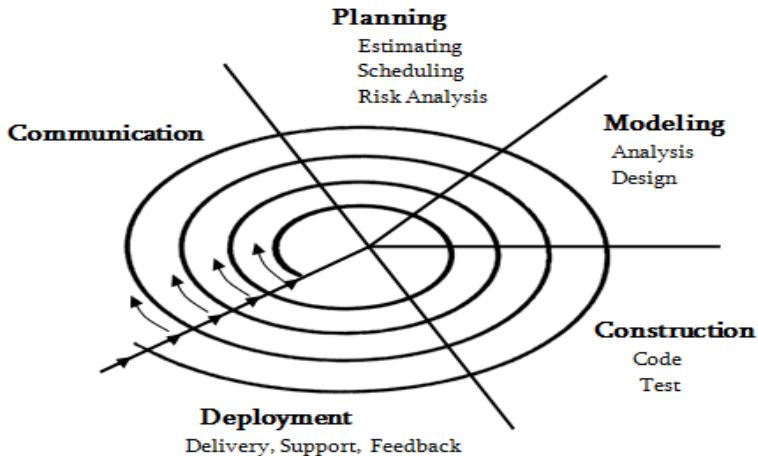 Planning
Estimating
Scheduling
Risk Analysis
Communication
Modeling
Analysis
Design
Construction
Code
Test
Deployment
Delivery, Support, Feedback